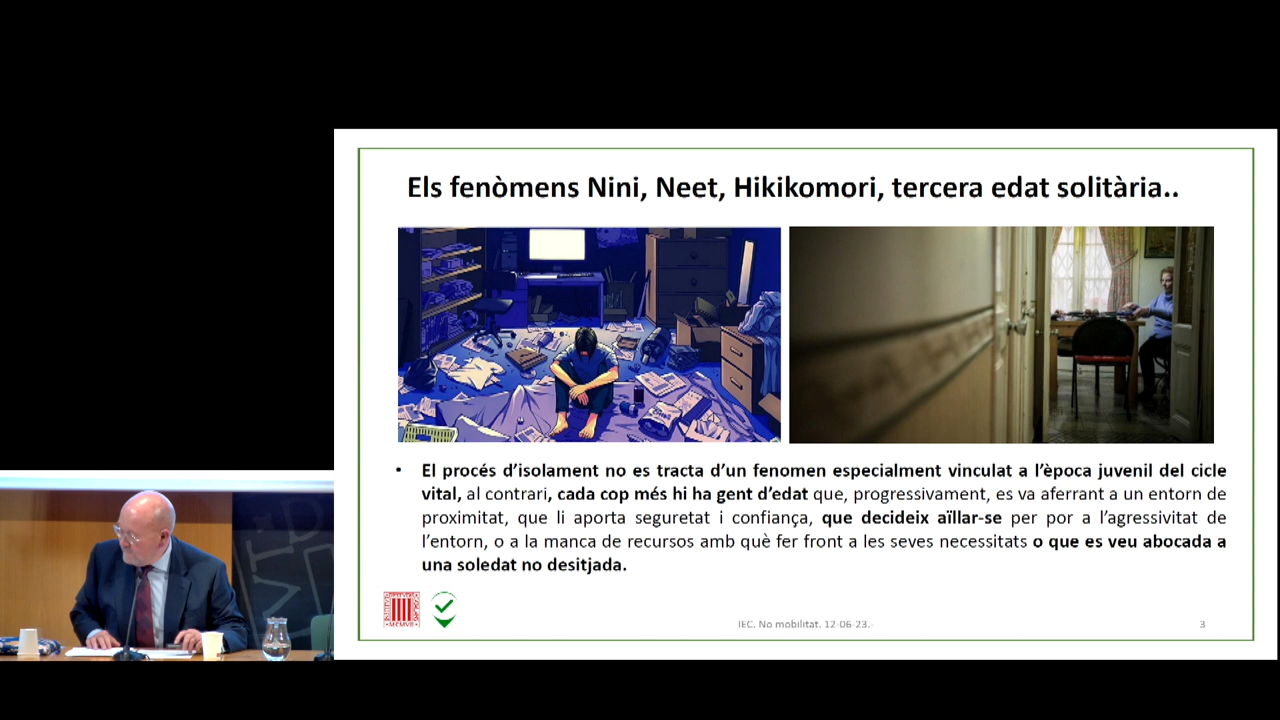 Els fenòmens Nini, Neet, Hikikomori, tercera edat solitària..
• El procés d’isolament no es tracta d’un fenomen especialment vinculat a l’època juvenil del cicle
vital, al contrari, cada cop més hi ha gent d’edat que, progressivament, es va aferrant a un entorn de
proximitat, que li aporta seguretat i confiança, que decideix aïllar-se per por a l’agressivitat de
l’entorn, o a la manca de recursos amb què fer front a les seves necessitats o que es veu abocada a
una soledat no desitjada.
MCMVII
IEC. No mobilitat. 12-06-23.-
3